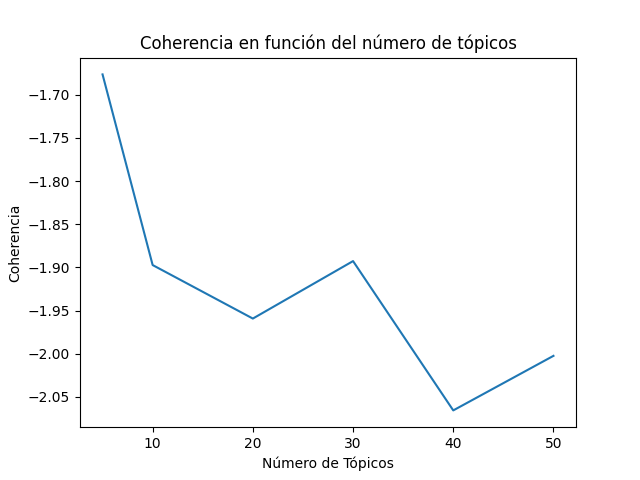 Coherencia en función del número de tópicos
Coherencia
−1.70
−1.75
−1.80
−1.85
−1.90
−1.95
−2.00
−2.05
10 20 30 40 50
Número de Tópicos